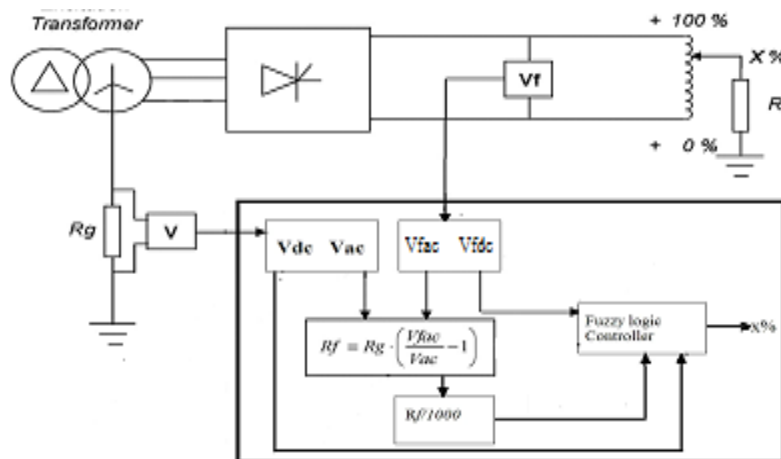 Transformer
+ 100 %
X %
Vf
R
+ 0 %
Rg
V
Vdc Vac
Vfac Vfdc
Rf = Rg · (Vfac/Vac − 1)
Fuzzy logic
Controller
x%
Rf/1000